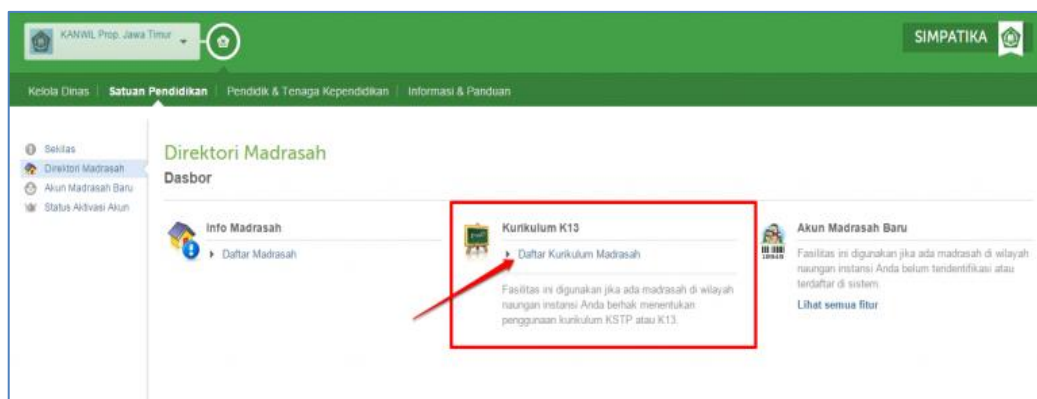 KANWIL Prop. Jawa Timur
SIMPATIKA
Kelola Dinas | Satuan Pendidikan | Pendidik & Tenaga Kependidikan | Informasi & Panduan
Sekilas
Direktori Madrasah
Akun Madrasah Baru
Status Aktivasi Akun
Direktori Madrasah
Dasbor
Info Madrasah
Daftar Madrasah
Kurikulum K13
Daftar Kurikulum Madrasah
Fasilitas ini digunakan jika ada madrasah di wilayah
naungan instansi Anda berhak menentukan
penggunaan kurikulum KSTP atau K13.
Akun Madrasah Baru
Fasilitas ini digunakan jika ada madrasah di wilayah
naungan instansi Anda belum teridentifikasi atau
terdaftar di sistem.
Lihat semua fitur